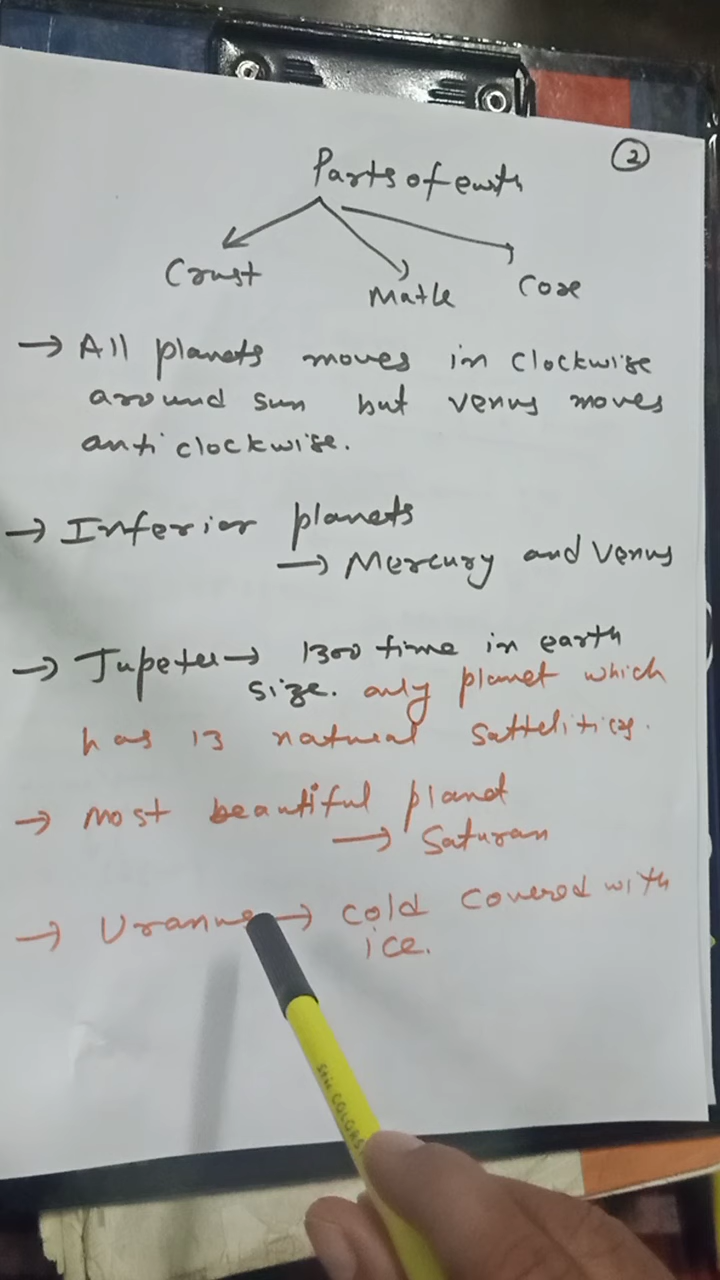 2
Parts of earth
Crust Matle Core
→ All planets moves in clockwise
around sun but venus moves
anti clockwise.
→ Inferior planets
→ Mercury and Venus
→ Jupeter → 1300 time in earth
size. only planet which
has 13 natural
→ most beautiful planet
→ Saturan
→ Uranus → cold covered with
ice.